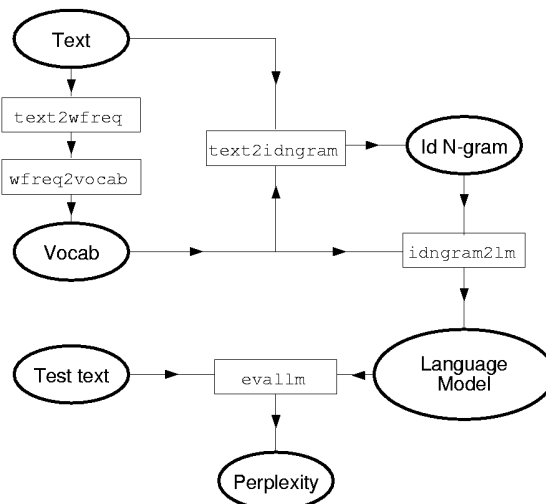 Text
text2wfreq
text2idngram
Id N-gram
wfreq2vocab
Vocab
idngram2lm
Test text
evallm
Language
Model
Perplexity